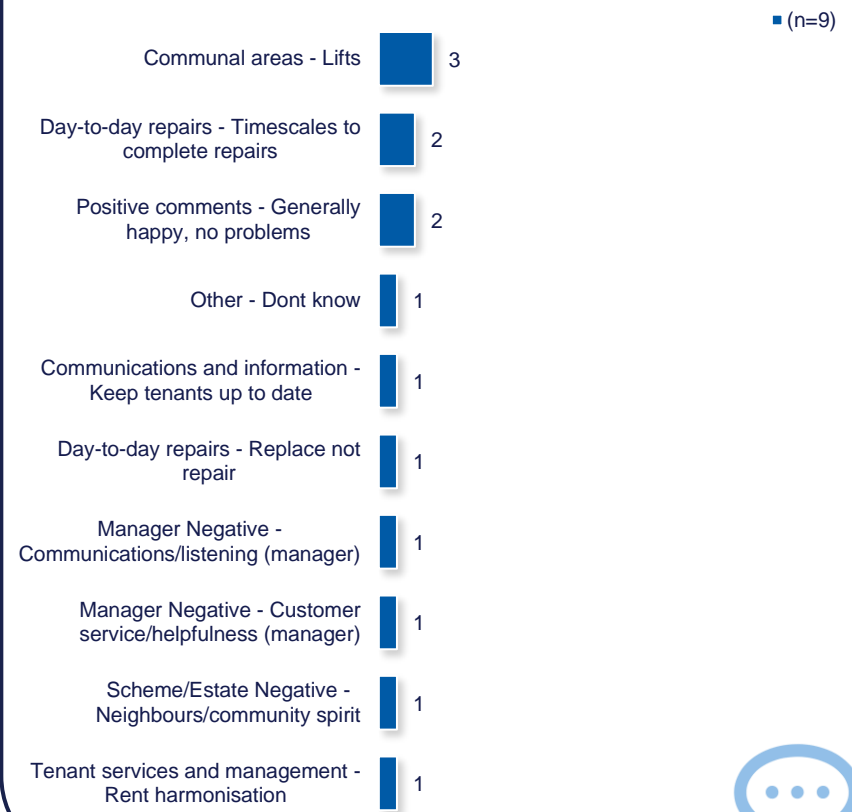 (n=9)
Communal areas - Lifts
3
Day-to-day repairs - Timescales to
complete repairs
2
Positive comments - Generally
happy, no problems
2
Other - Dont know
1
Communications and information -
Keep tenants up to date
1
Day-to-day repairs - Replace not
repair
1
Manager Negative -
Communications/listening (manager)
1
Manager Negative - Customer
service/helpfulness (manager)
1
Scheme/Estate Negative -
Neighbours/community spirit
1
Tenant services and management -
Rent harmonisation
1